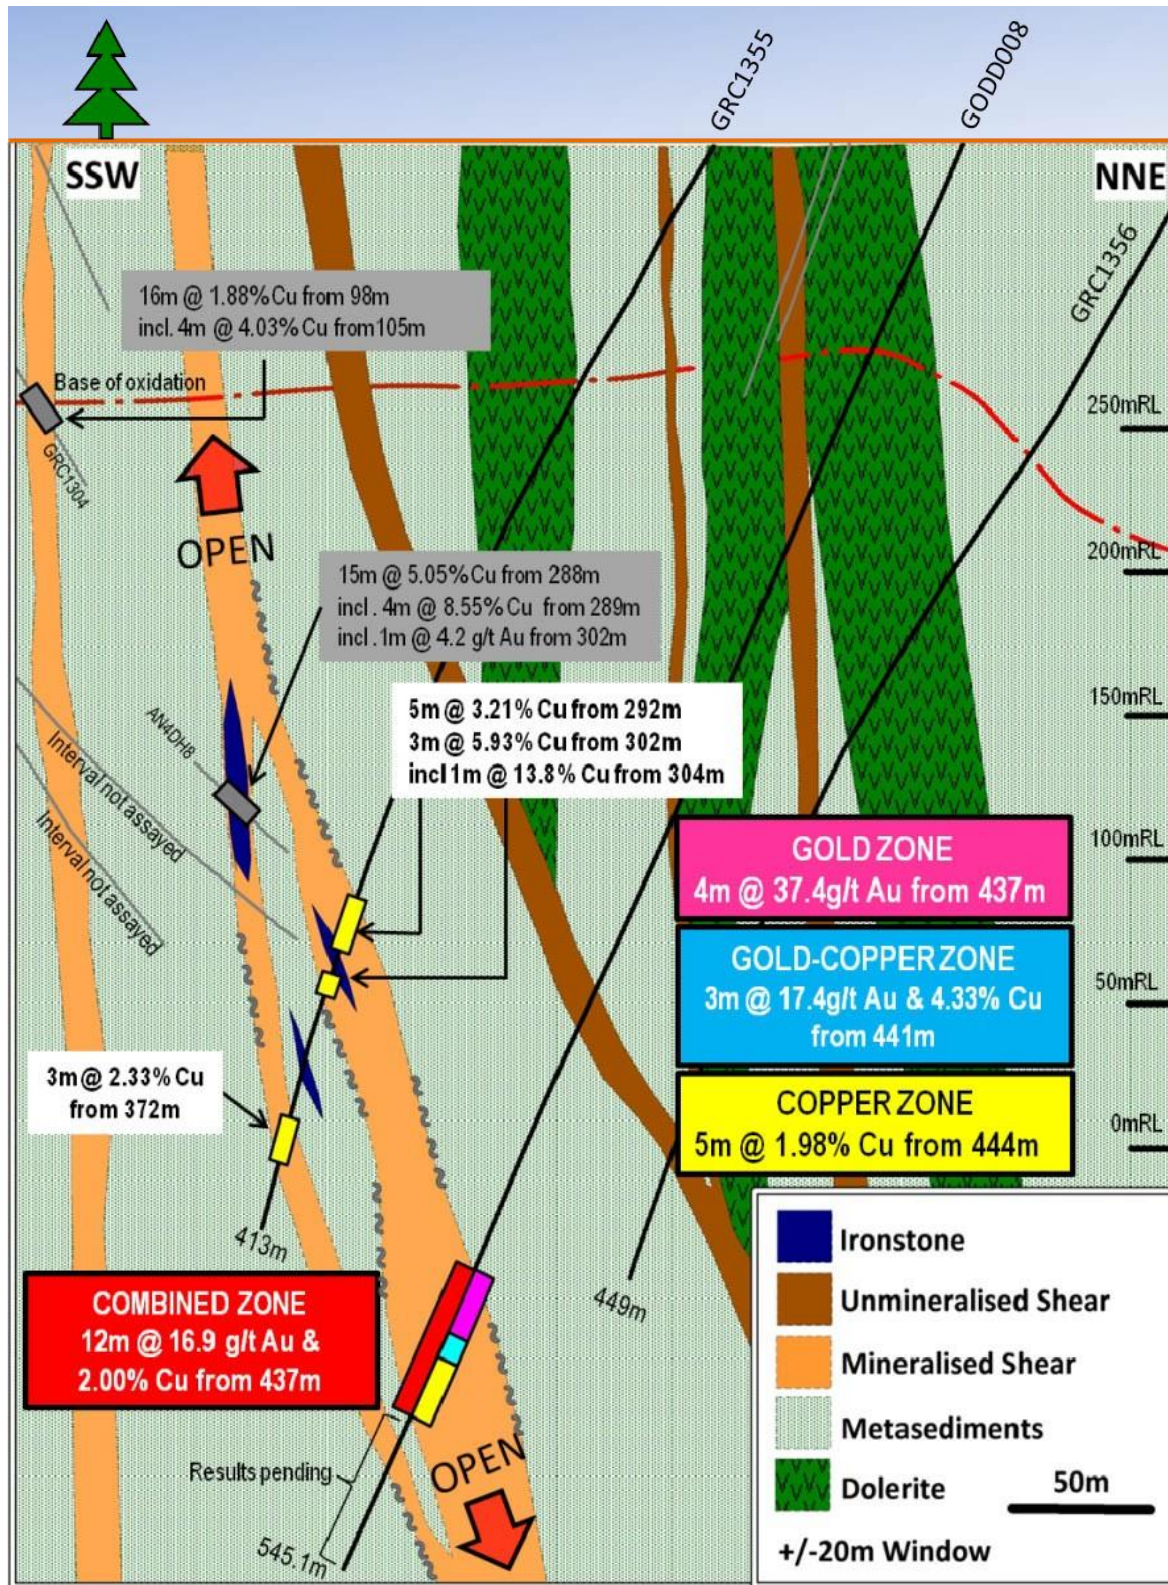 GRC1355
GODD008
SSW
NNE
GRC1356
16m @ 1.88% Cu from 98m
incl. 4m @ 4.03% Cu from105m
Base of oxidation
250mRL
GRC1304
OPEN
200mRL
15m @ 5.05% Cu from 288m
incl. 4m @ 8.55% Cu from 289m
incl .1m @ 4.2 g/t Au from 302m
150mRL
AN4DH8
5m @ 3.21% Cu from 292m
3m @ 5.93% Cu from 302m
incl 1m @ 13.8% Cu from 304m
Interval not assayed
Interval not assayed
100mRL
GOLD ZONE
4m @ 37.4g/t Au from 437m
GOLD-COPPER ZONE
3m @ 17.4g/t Au & 4.33% Cu
from 441m
50mRL
3m @ 2.33% Cu
from 372m
COPPER ZONE
5m @ 1.98% Cu from 444m
0mRL
413m
449m
COMBINED ZONE
12m @ 16.9 g/t Au &
2.00% Cu from 437m
Results pending
OPEN
545.1m
Ironstone
Unmineralised Shear
Mineralised Shear
Metasediments
Dolerite
50m
+/-20m Window